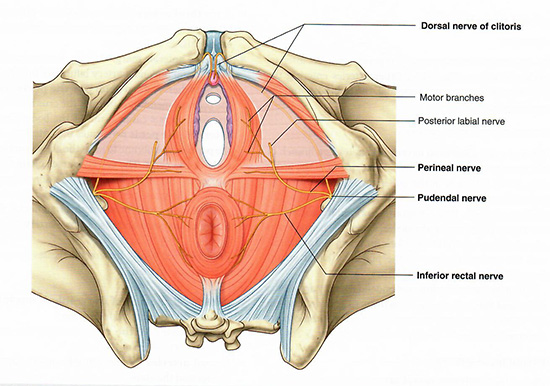 Dorsal nerve of clitoris
Motor branches
Posterior labial nerve
Perineal nerve
Pudendal nerve
Inferior rectal nerve